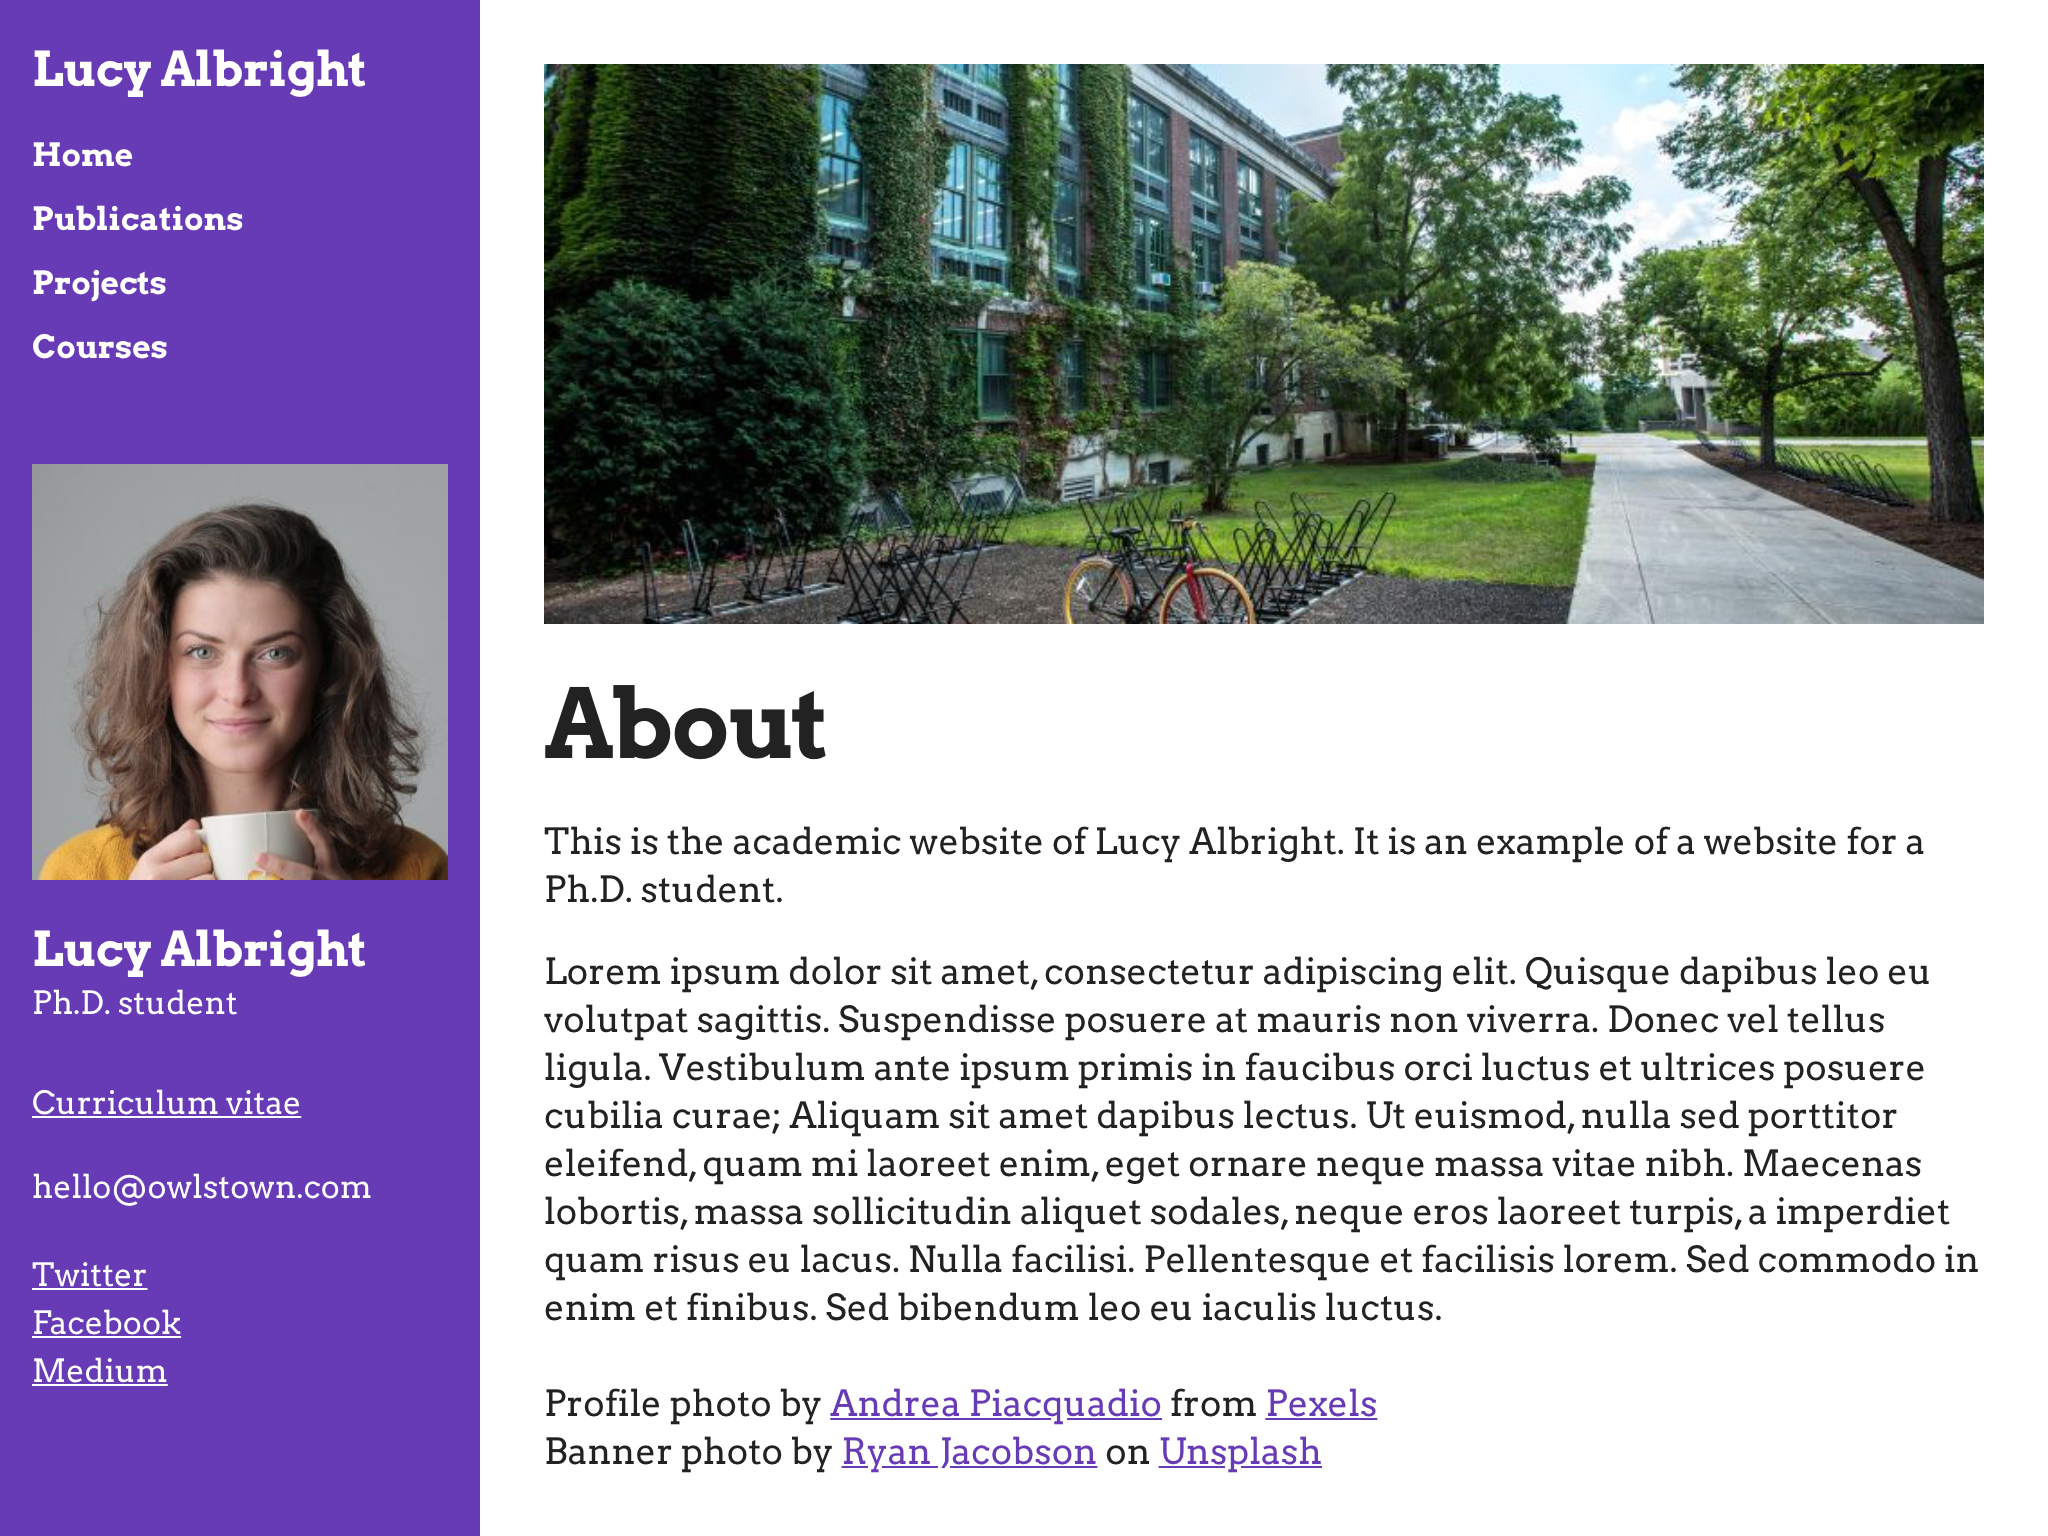 Lucy Albright
Home
Publications
Projects
Courses
Lucy Albright
Ph.D. student
Curriculum vitae
hello@owlstown.com
Twitter
Facebook
Medium
About
This is the academic website of Lucy Albright. It is an example of a website for a
Ph.D. student.
Lorem ipsum dolor sit amet, consectetur adipiscing elit. Quisque dapibus leo eu
volutpat sagittis. Suspendisse posuere at mauris non viverra. Donec vel tellus
ligula. Vestibulum ante ipsum primis in faucibus orci luctus et ultrices posuere
cubilia curae; Aliquam sit amet dapibus lectus. Ut euismod, nulla sed porttitor
eleifend, quam mi laoreet enim, eget ornare neque massa vitae nibh. Maecenas
lobortis, massa sollicitudin aliquet sodales, neque eros laoreet turpis, a imperdiet
quam risus eu lacus. Nulla facilisi. Pellentesque et facilisis lorem. Sed commodo in
enim et finibus. Sed bibendum leo eu iaculis luctus.
Profile photo by Andrea Piacquadio from Pexels
Banner photo by Ryan Jacobson on Unsplash